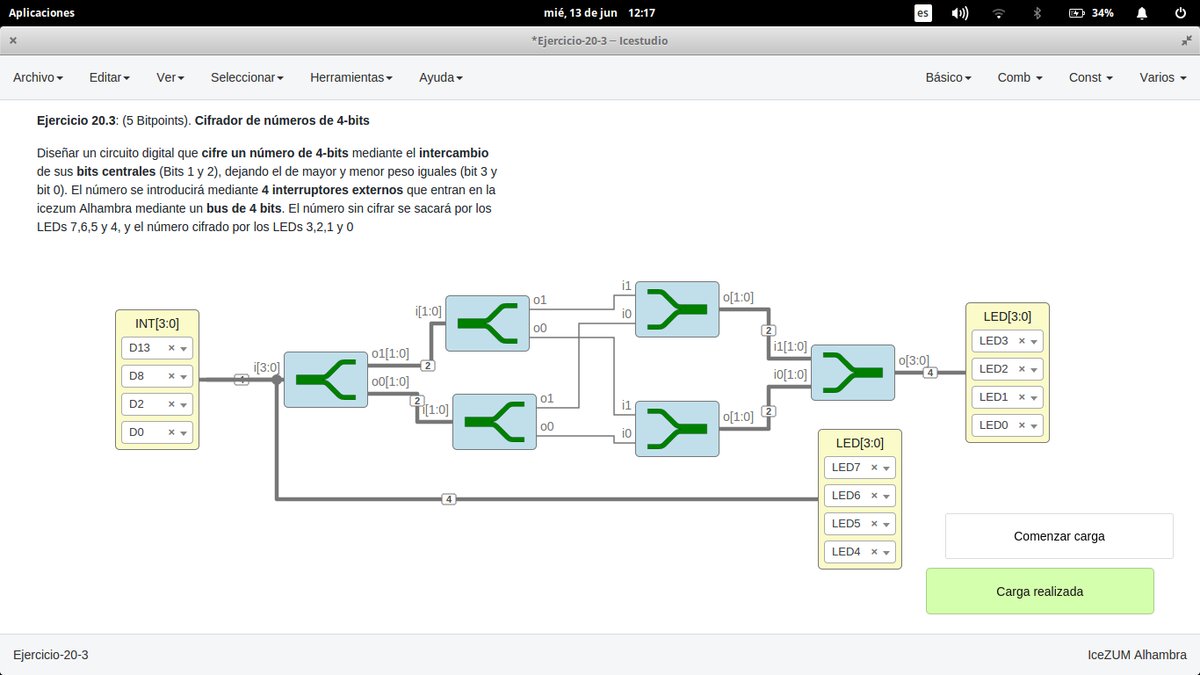 Aplicaciones mié, 13 de jun 12:17 es 34%
*Ejercicio-20-3 – Icestudio
Archivo Editar Ver Seleccionar Herramientas Ayuda Básico Comb Const Varios
Ejercicio 20.3: (5 Bitpoints). Cifrador de números de 4-bits
Diseñar un circuito digital que cifre un número de 4-bits mediante el intercambio
de sus bits centrales (Bits 1 y 2), dejando el de mayor y menor peso iguales (bit 3 y
bit 0). El número se introducirá mediante 4 interruptores externos que entran en la
icezum Alhambra mediante un bus de 4 bits. El número sin cifrar se sacará por los
LEDs 7,6,5 y 4, y el número cifrado por los LEDs 3,2,1 y 0
INT[3:0]
D13
D8
D2
D0
4
i[3:0]
o1[1:0]
o0[1:0]
2
2
i[1:0]
o1
o0
i[1:0]
o1
o0
i1
i0
o[1:0]
i1
i0
o[1:0]
2
2
i1[1:0]
i0[1:0]
o[3:0]
4
LED[3:0]
LED3
LED2
LED1
LED0
4
LED[3:0]
LED7
LED6
LED5
LED4
Comenzar carga
Carga realizada
Ejercicio-20-3 IceZUM Alhambra